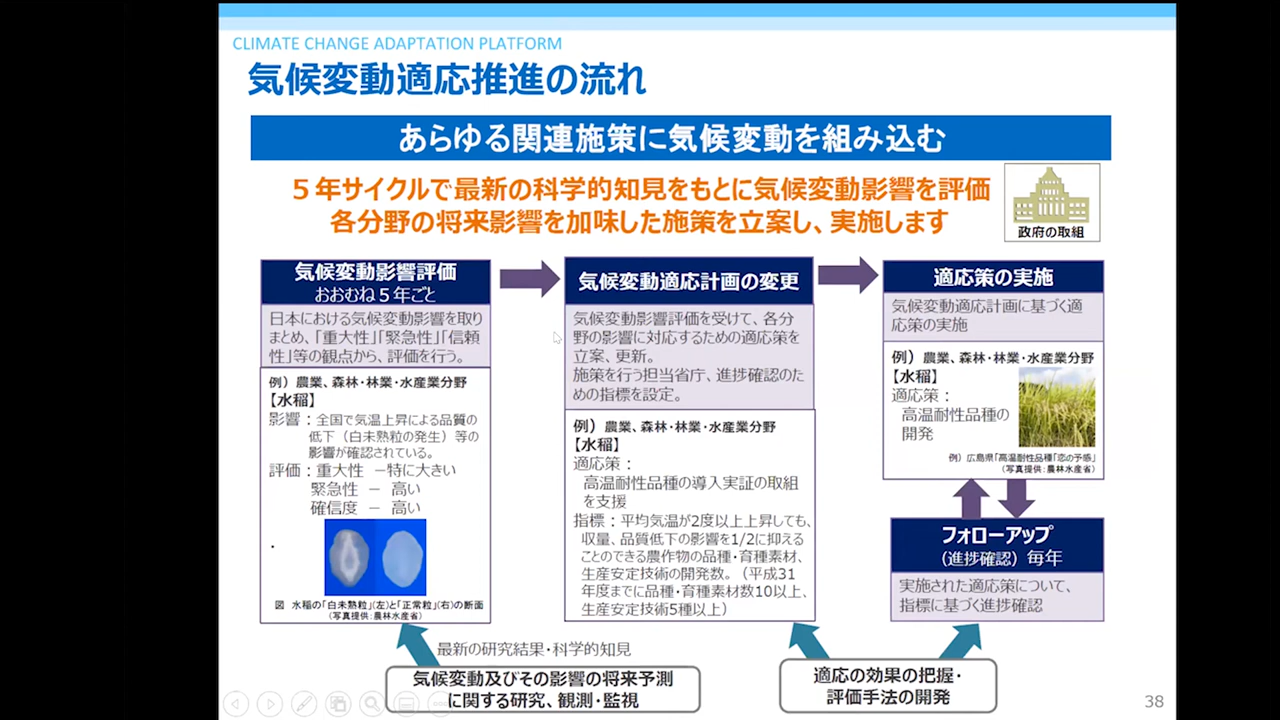 CLIMATE CHANGE ADAPTATION PLATFORM
気候変動適応推進の流れ
あらゆる関連施策に気候変動を組み込む
５年サイクルで最新の科学的知見をもとに気候変動影響を評価
各分野の将来影響を加味した施策を立案し、実施します
政府の取組
気候変動影響評価
おおむね５年ごと
日本における気候変動影響を取り
まとめ、「重大性」「緊急性」「信頼
性」等の観点から、評価を行う。
例）農業、森林・林業・水産業分野
【水稲】
影響：全国で気温上昇による品質の
低下（白未熟粒の発生）等の
影響が確認されている。
評価：重大性 －特に大きい
緊急性 － 高い
確信度 － 高い
図 水稲の「白未熟粒」(左)と「正常粒」(右)の断面
（写真提供：農林水産省）
気候変動適応計画の変更
気候変動影響評価を受けて、各分
野の影響に対応するための適応策を
立案、更新。
施策を行う担当省庁、進捗確認のた
めの指標を設定。
例）農業、森林・林業・水産業分野
【水稲】
適応策：
高温耐性品種の導入実証の取組
を支援
指標：平均気温が2度以上上昇しても、
収量、品質低下の影響を1/2に抑える
ことのできる農作物の品種・育種素材、
生産安定技術の開発数。（平成31
年度までに品種・育種素材数10以上、
生産安定技術5種以上）
適応策の実施
気候変動適応計画に基づく適
応策の実施
例）農業、森林・林業・水産業分野
【水稲】
適応策：
高温耐性品種の
開発
例）広島県「高温耐性品種「恋の予感」
（写真提供：農林水産省）
フォローアップ
（進捗確認）毎年
実施された適応策について、
指標に基づく進捗確認
最新の研究結果・科学的知見
気候変動及びその影響の将来予測
に関する研究、観測・監視
適応の効果の把握・
評価手法の開発
38